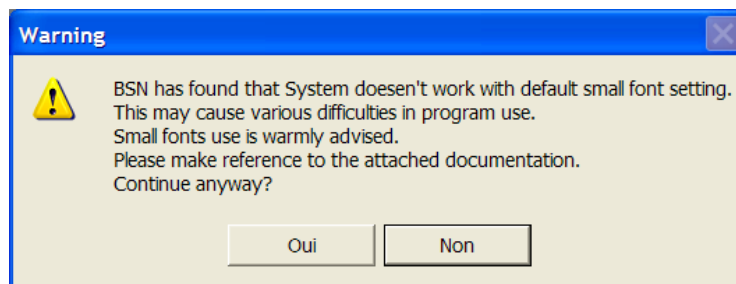 Warning
BSN has found that System doesen't work with default small font setting.
This may cause various difficulties in program use.
Small fonts use is warmly advised.
Please make reference to the attached documentation.
Continue anyway?
Oui Non